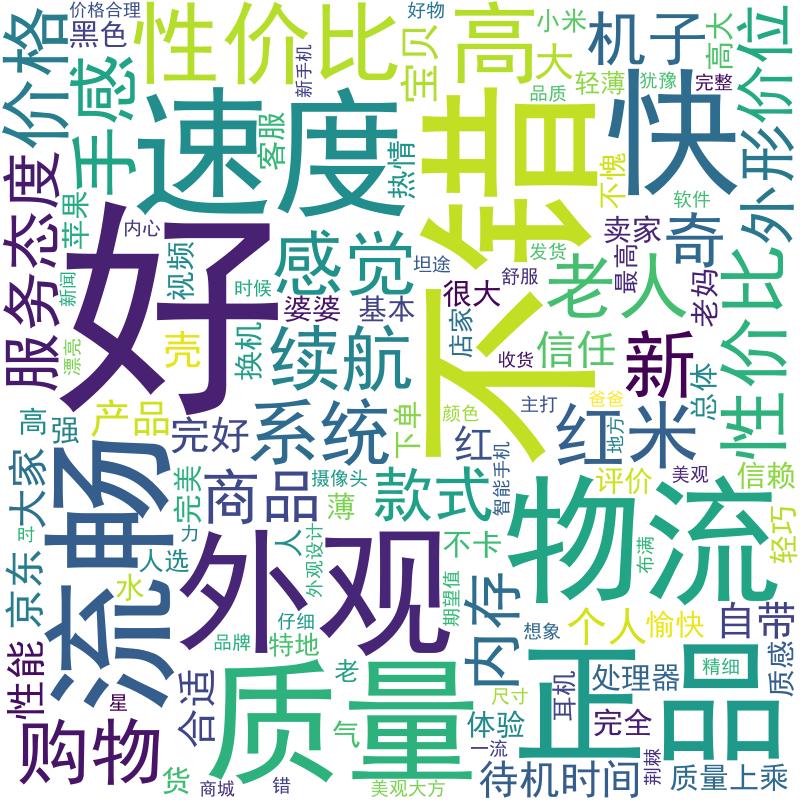 价格合理
好物
性价比
高
机子
高大
价位
价格
黑色
手感
新手机
宝贝
小米
大
轻薄
犹豫
完整
品质
速度
客服
热情
不错
快
不愧
外形
软件
服务态度
苹果
内心
好
视频
感觉
坦途
发货
舒服
老人
卖家
最高
奇
老妈
性价比
新闻
时候
婆婆
基本
很大
店家
漂亮
壳
换机
续航
收货
信任
新
总体
高
强
产品
完好
系统
下单
颜色
主打
爸爸
红
红米
地方
大家
流畅
完美
商品
摄像头
薄
款式
智能手机
物流
评价
美观
信赖
京东
人选
力
外观
外观设计
人
不卡
布满
轻巧
水
品牌
仔细
特地
期望值
内存
想象
个人
愉快
自带
性能
星
合适
质量
老
气
尺寸
体验
正品
耳机
处理器
精细
质感
购物
货
商城
错
美观大方
一流
待机时间
完全
荆棘
质量上乘